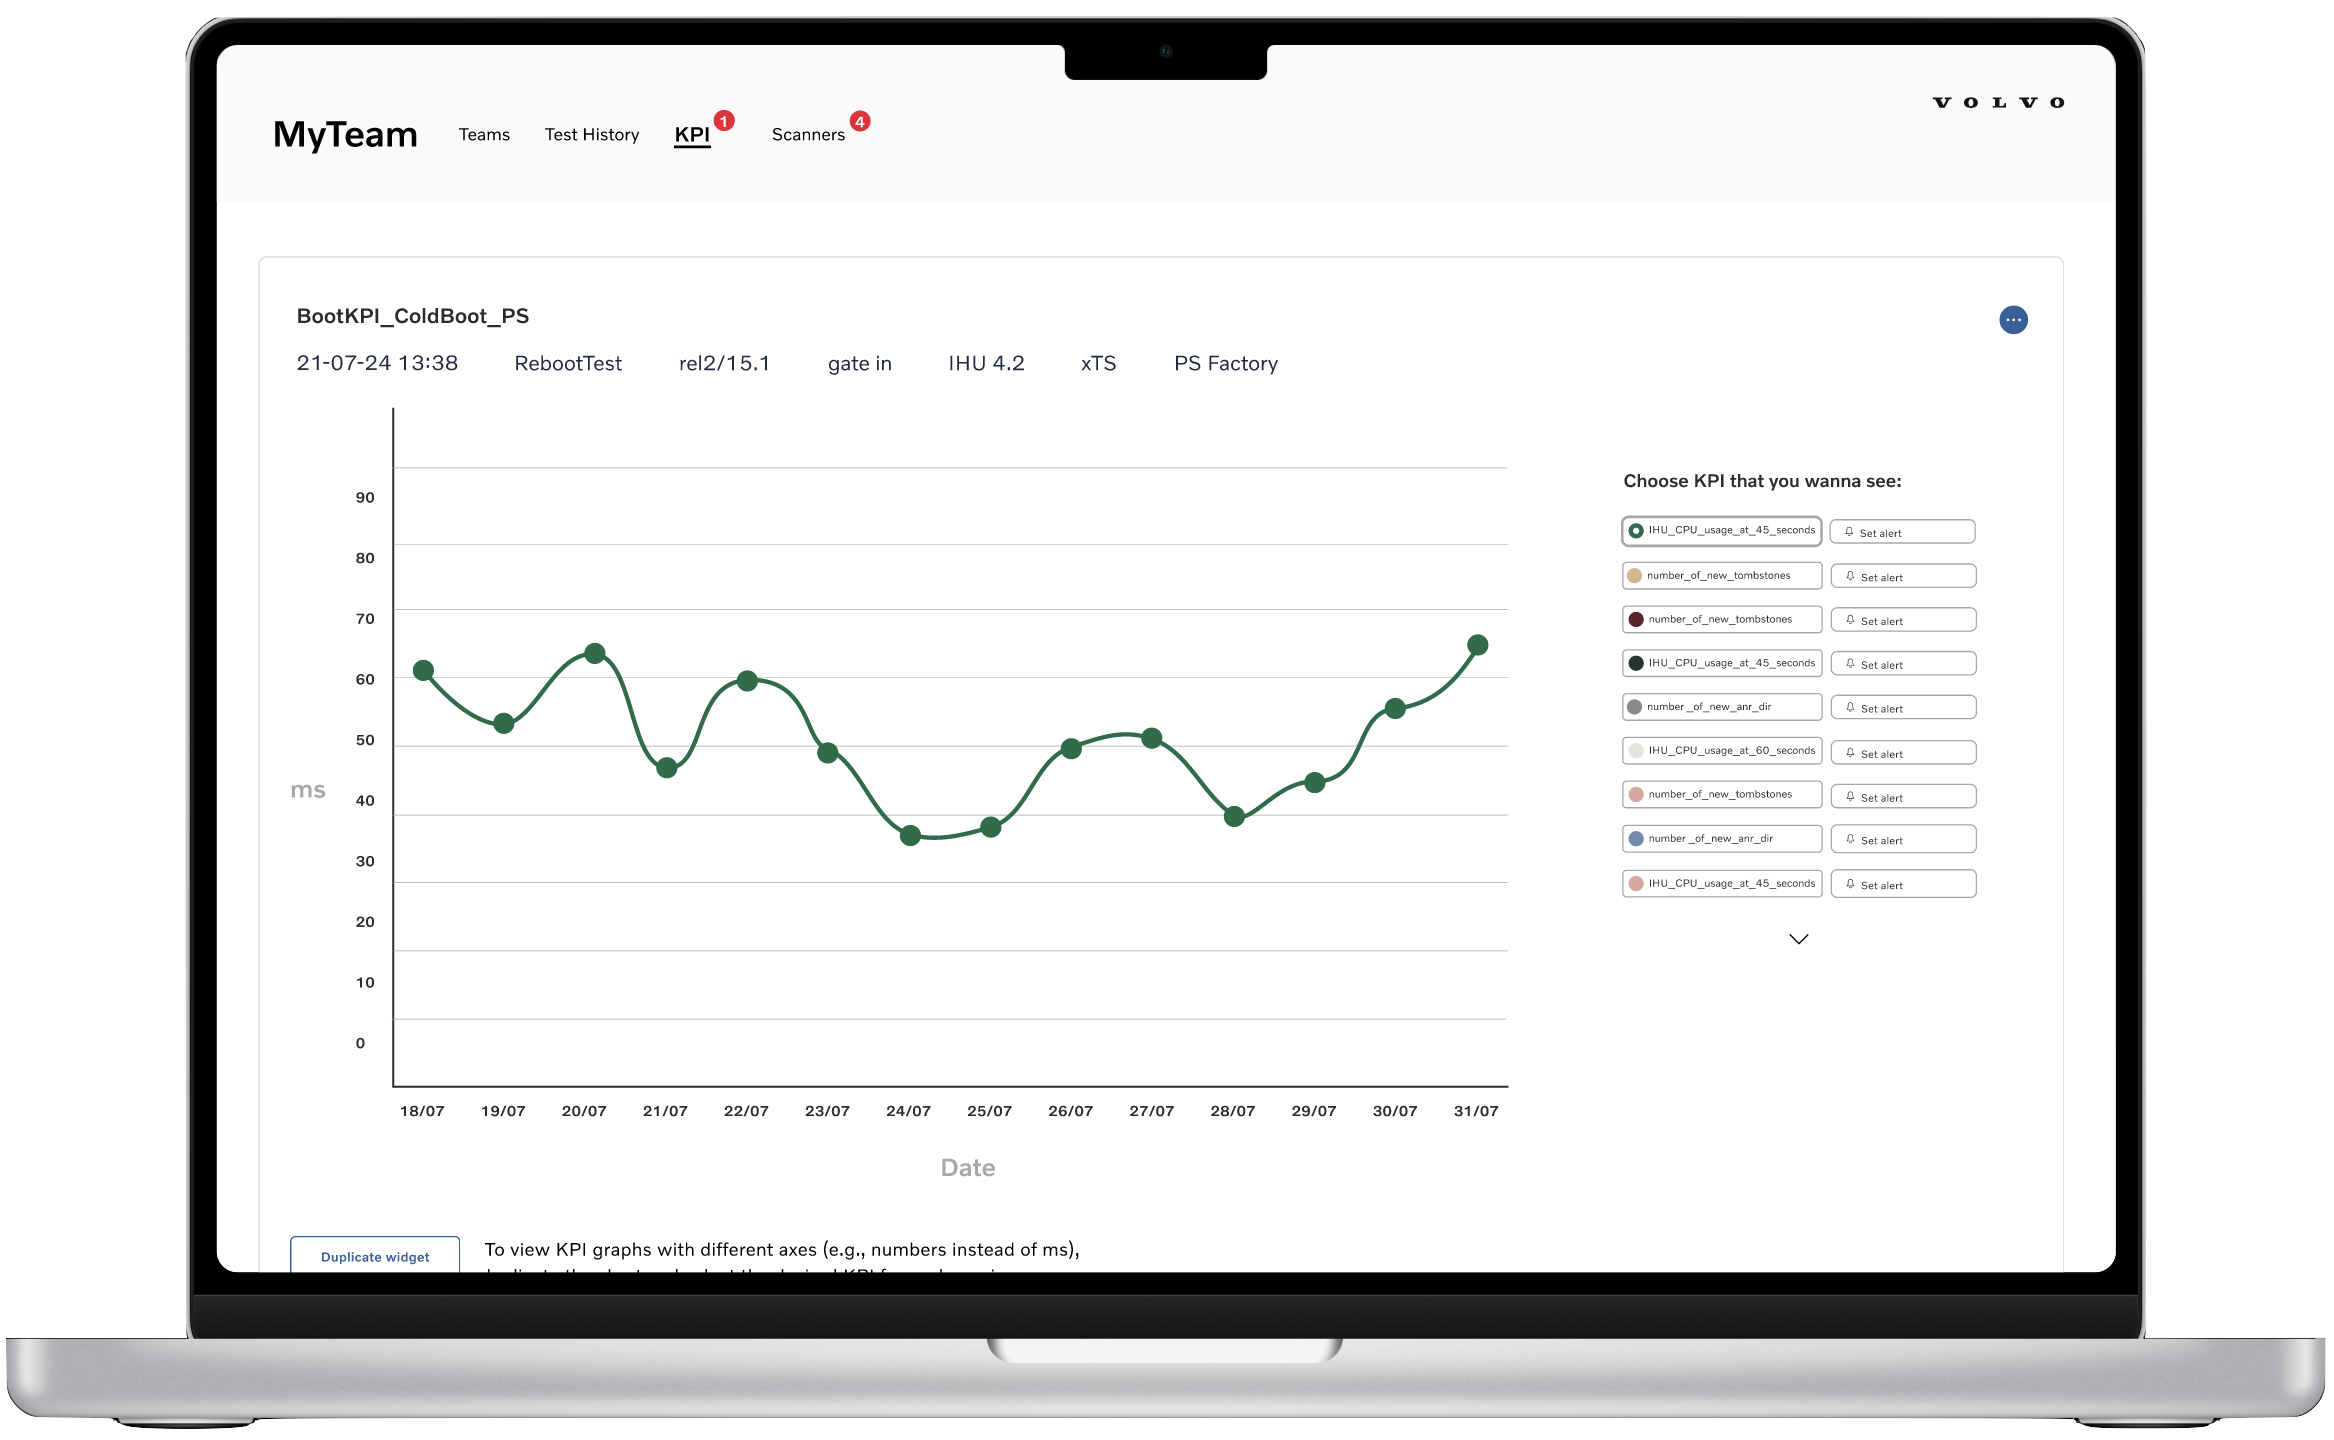 VOLVO
MyTeam Teams Test History KPI 1 Scanners 4
BootKPI_ColdBoot_PS
...
21-07-24 13:38 RebootTest rel2/15.1 gate in IHU 4.2 xTS PS Factory
90
80
70
60
50
40
30
20
10
0
ms
18/07 19/07 20/07 21/07 22/07 23/07 24/07 25/07 26/07 27/07 28/07 29/07 30/07 31/07
Date
Choose KPI that you wanna see:
IHU_CPU_usage_at_45_seconds Set alert
number_of_new_tombstones Set alert
number_of_new_tombstones Set alert
IHU_CPU_usage_at_45_seconds Set alert
number_of_new_anr_dir Set alert
IHU_CPU_usage_at_60_seconds Set alert
number_of_new_tombstones Set alert
number_of_new_anr_dir Set alert
IHU_CPU_usage_at_45_seconds Set alert
Duplicate widget
To view KPI graphs with different axes (e.g., numbers instead of ms),